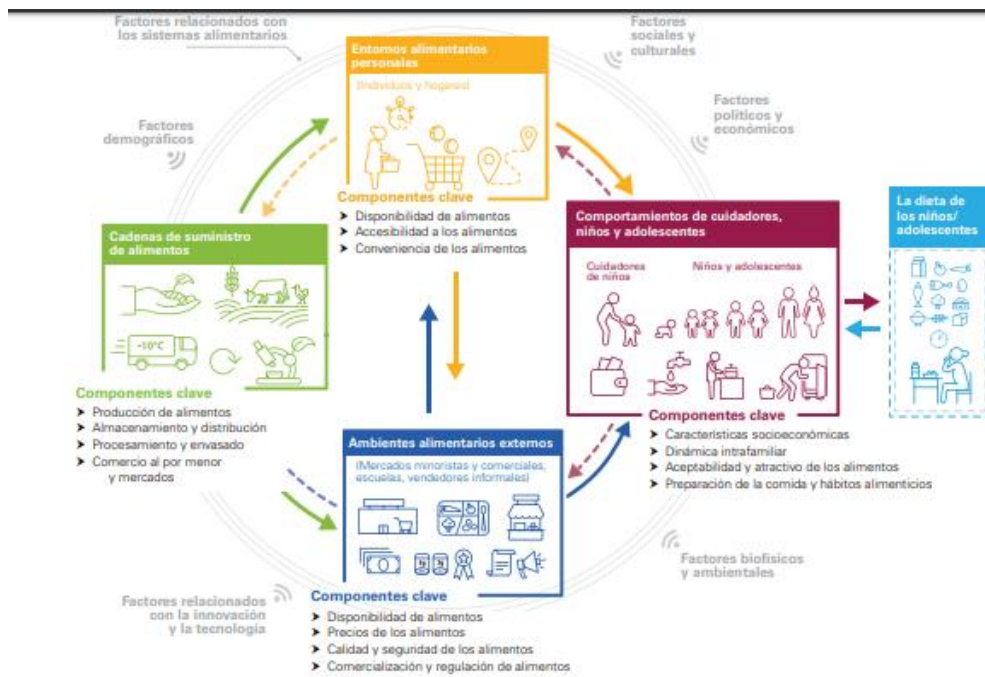 Factores relacionados con
los sistemas alimentarios
Factores
sociales y
culturales
Entornos alimentarios
personales
(Individuos y hogares)
Factores
demográficos
Factores
políticos y
económicos
Componentes clave
➤ Disponibilidad de alimentos
➤ Accesibilidad a los alimentos
➤ Conveniencia de los alimentos
Cadenas de suministro
de alimentos
-10°C
Componentes clave
➤ Producción de alimentos
➤ Almacenamiento y distribución
➤ Procesamiento y envasado
➤ Comercio al por menor
y mercados
Comportamientos de cuidadores,
niños y adolescentes
Cuidadores
de niños
Niños y adolescentes
Componentes clave
➤ Características socioeconómicas
➤ Dinámica intrafamiliar
➤ Aceptabilidad y atractivo de los alimentos
➤ Preparación de la comida y hábitos alimenticios
La dieta de
los niños/
adolescentes
Ambientes alimentarios externos
(Mercados minoristas y comerciales,
escuelas, vendedores informales)
Componentes clave
➤ Disponibilidad de alimentos
➤ Precios de los alimentos
➤ Calidad y seguridad de los alimentos
➤ Comercialización y regulación de alimentos
Factores biofísicos
y ambientales
Factores relacionados
con la innovación
y la tecnología